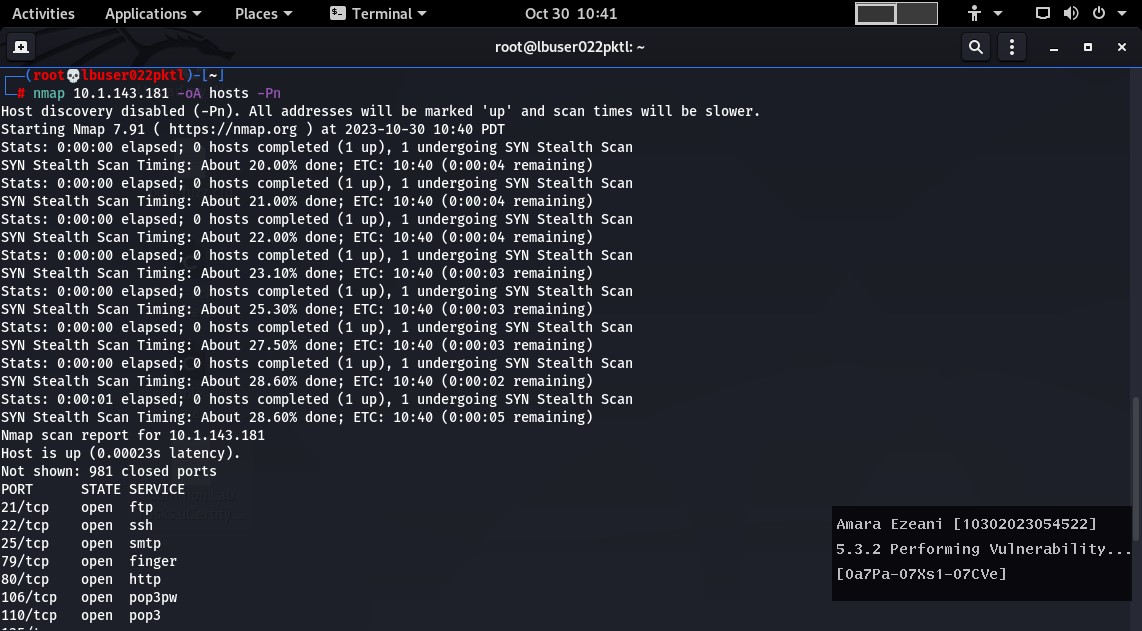 Activities Applications Places Terminal Oct 30 10:41
root@lbuser022pktl: ~
(root💀lbuser022pktl)-[~]
# nmap 10.1.143.181 -oA hosts -Pn
Host discovery disabled (-Pn). All addresses will be marked 'up' and scan times will be slower.
Starting Nmap 7.91 ( https://nmap.org ) at 2023-10-30 10:40 PDT
Stats: 0:00:00 elapsed; 0 hosts completed (1 up), 1 undergoing SYN Stealth Scan
SYN Stealth Scan Timing: About 20.00% done; ETC: 10:40 (0:00:04 remaining)
Stats: 0:00:00 elapsed; 0 hosts completed (1 up), 1 undergoing SYN Stealth Scan
SYN Stealth Scan Timing: About 21.00% done; ETC: 10:40 (0:00:04 remaining)
Stats: 0:00:00 elapsed; 0 hosts completed (1 up), 1 undergoing SYN Stealth Scan
SYN Stealth Scan Timing: About 22.00% done; ETC: 10:40 (0:00:04 remaining)
Stats: 0:00:00 elapsed; 0 hosts completed (1 up), 1 undergoing SYN Stealth Scan
SYN Stealth Scan Timing: About 23.10% done; ETC: 10:40 (0:00:03 remaining)
Stats: 0:00:00 elapsed; 0 hosts completed (1 up), 1 undergoing SYN Stealth Scan
SYN Stealth Scan Timing: About 25.30% done; ETC: 10:40 (0:00:03 remaining)
Stats: 0:00:00 elapsed; 0 hosts completed (1 up), 1 undergoing SYN Stealth Scan
SYN Stealth Scan Timing: About 27.50% done; ETC: 10:40 (0:00:03 remaining)
Stats: 0:00:00 elapsed; 0 hosts completed (1 up), 1 undergoing SYN Stealth Scan
SYN Stealth Scan Timing: About 28.60% done; ETC: 10:40 (0:00:02 remaining)
Stats: 0:00:01 elapsed; 0 hosts completed (1 up), 1 undergoing SYN Stealth Scan
SYN Stealth Scan Timing: About 28.60% done; ETC: 10:40 (0:00:05 remaining)
Nmap scan report for 10.1.143.181
Host is up (0.00023s latency).
Not shown: 981 closed ports
PORT STATE SERVICE
21/tcp open ftp
22/tcp open ssh
25/tcp open smtp
79/tcp open finger
80/tcp open http
106/tcp open pop3pw
110/tcp open pop3
Amara Ezeani [10302023054522]
5.3.2 Performing Vulnerability...
[0a7Pa-07Xs1-07CVe]